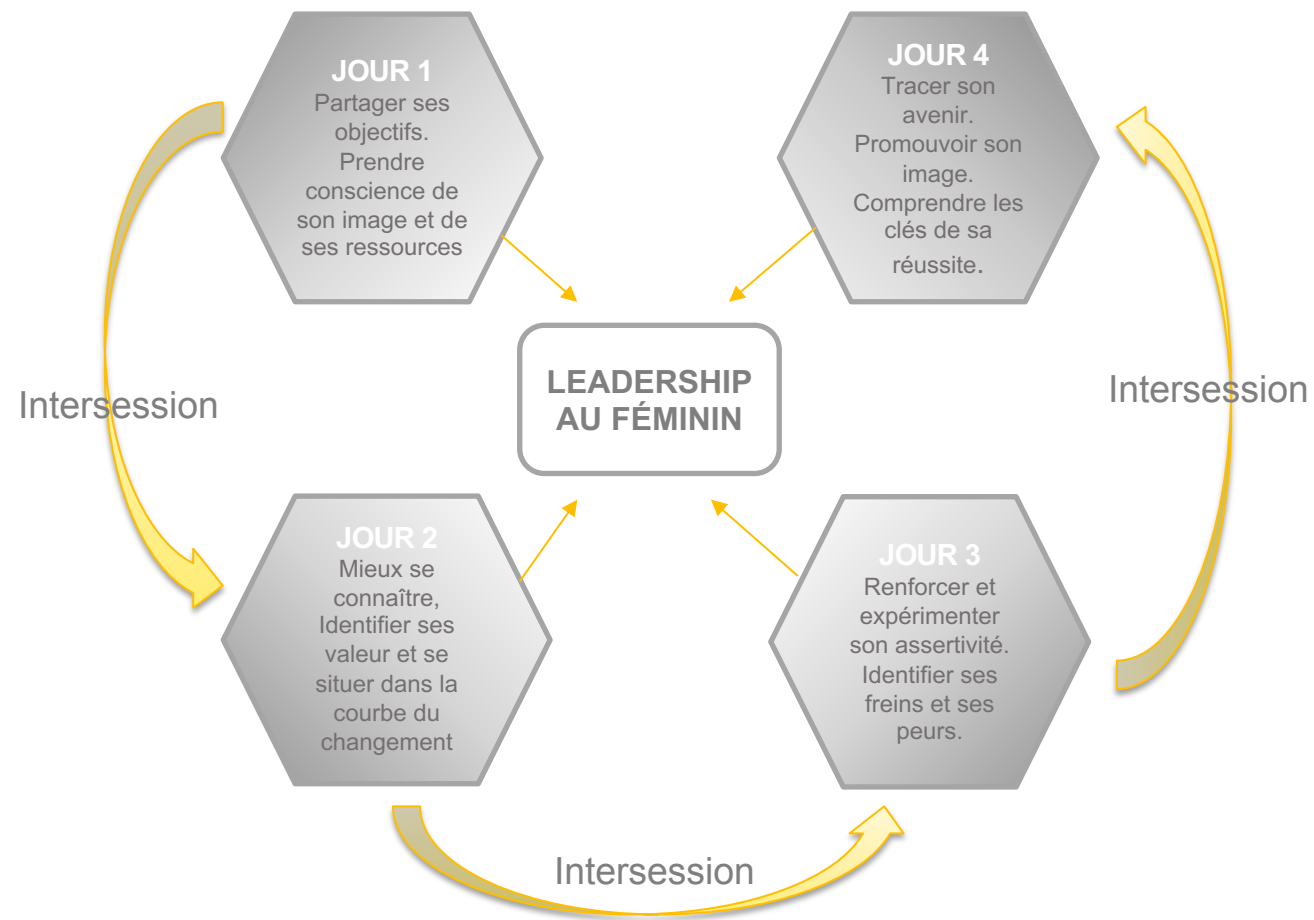 JOUR 1
Partager ses
objectifs.
Prendre
conscience de
son image et de
ses ressources
JOUR 4
Tracer son
avenir.
Promouvoir son
image.
Comprendre les
clés de sa
réussite.
Intersession
LEADERSHIP
AU FÉMININ
Intersession
JOUR 2
Mieux se
connaître,
Identifier ses
valeur et se
situer dans la
courbe du
changement
JOUR 3
Renforcer et
expérimenter
son assertivité.
Identifier ses
freins et ses
peurs.
Intersession